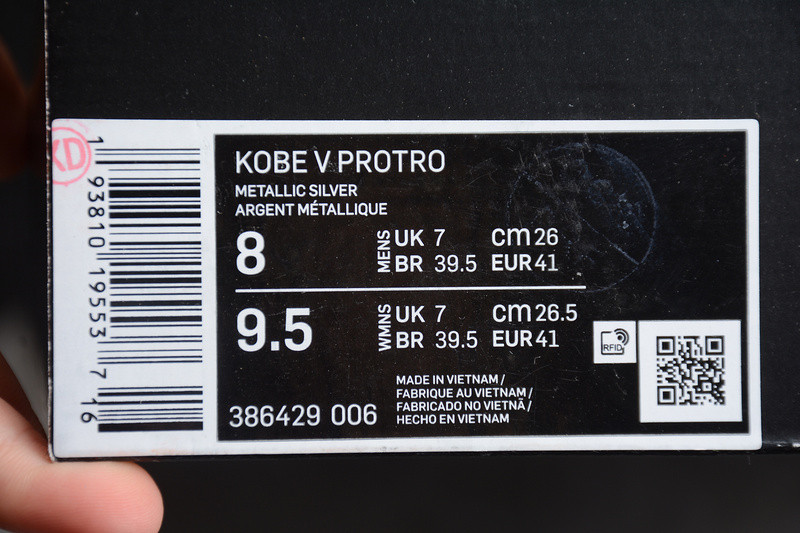 KD
1 93810 19553 7 16
KOBE V PROTRO
METALLIC SILVER
ARGENT MÉTALLIQUE
8 MENS UK 7 cm 26
BR 39.5 EUR 41
9.5 WMNS UK 7 cm 26.5
BR 39.5 EUR 41
RFID
MADE IN VIETNAM /
FABRIQUE AU VIETNAM /
FABRICADO NO VIETNÃ /
HECHO EN VIETNAM
386429 006